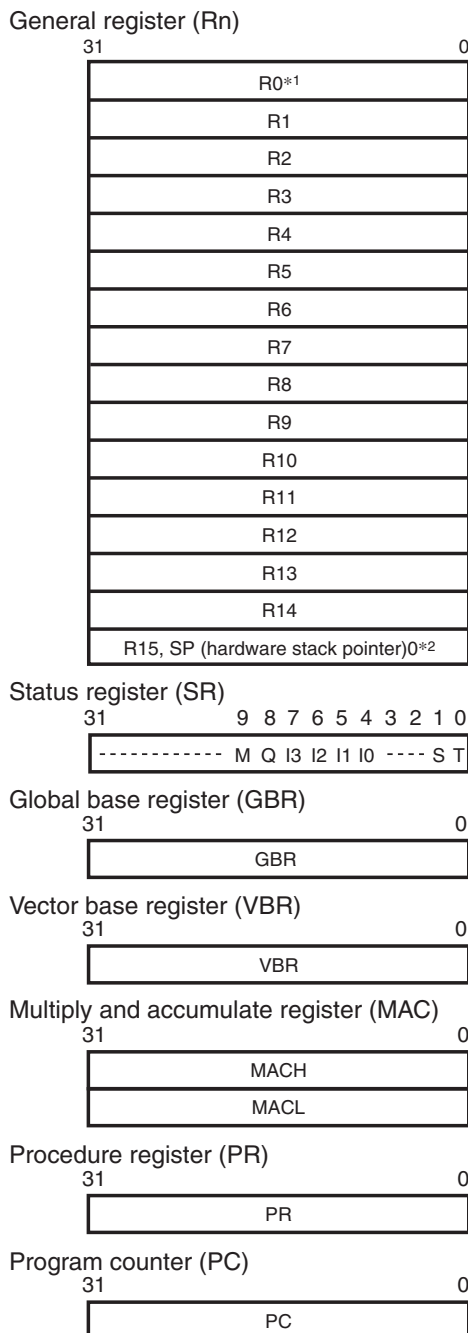 General register (Rn)
31 0
R0*1
R1
R2
R3
R4
R5
R6
R7
R8
R9
R10
R11
R12
R13
R14
R15, SP (hardware stack pointer)0*2
Status register (SR)
31 9 8 7 6 5 4 3 2 1 0
------------ M Q I3 I2 I1 I0 ---- S T
Global base register (GBR)
31 0
GBR
Vector base register (VBR)
31 0
VBR
Multiply and accumulate register (MAC)
31 0
MACH
MACL
Procedure register (PR)
31 0
PR
Program counter (PC)
31 0
PC